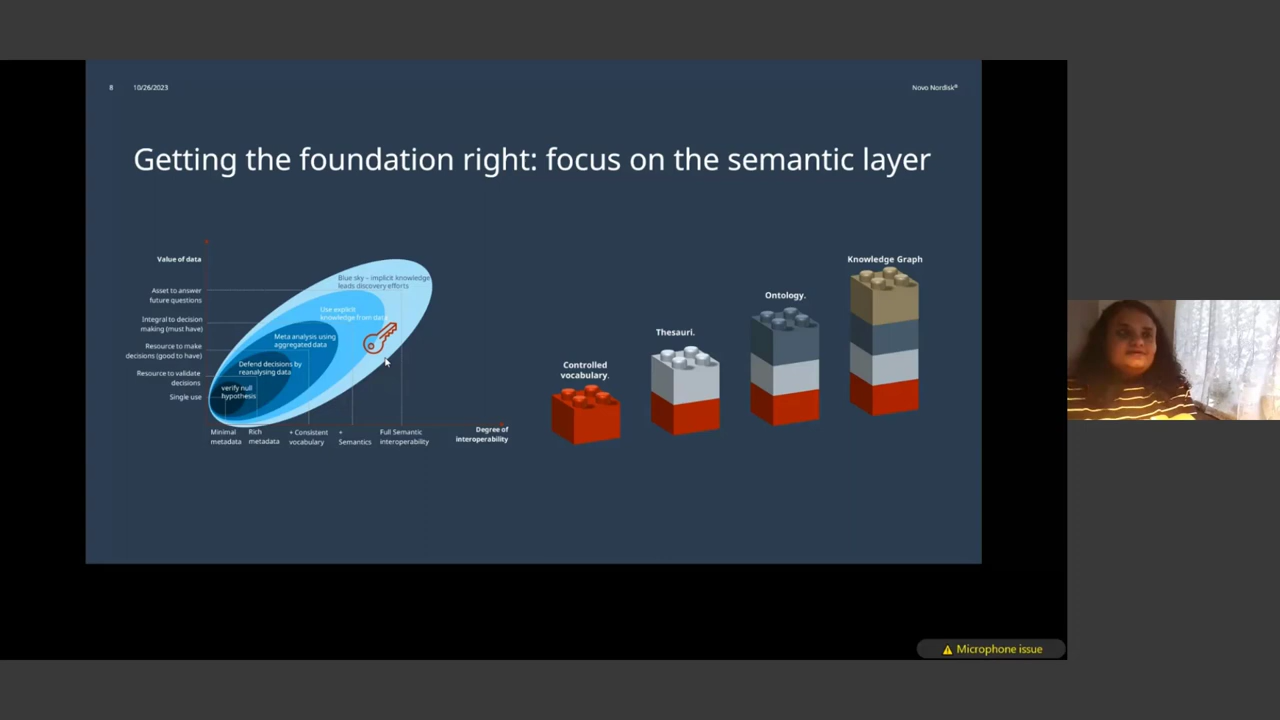 8 10/26/2023 Novo Nordisk®
Getting the foundation right: focus on the semantic layer
Value of data
Asset to answer
future questions
Integral to decision
making (must have)
Resource to make
decisions (good to have)
Resource to validate
decisions
Single use
Blue sky – implicit knowledge
leads discovery efforts
Use explicit
knowledge from data
Meta analysis using
aggregated data
Defend decisions by
reanalysing data
verify null
hypothesis
Minimal
metadata
Rich
metadata
+ Consistent
vocabulary
+
Semantics
Full Semantic
interoperability
Degree of
interoperability
Controlled
vocabulary.
Thesauri.
Ontology.
Knowledge Graph
Microphone issue